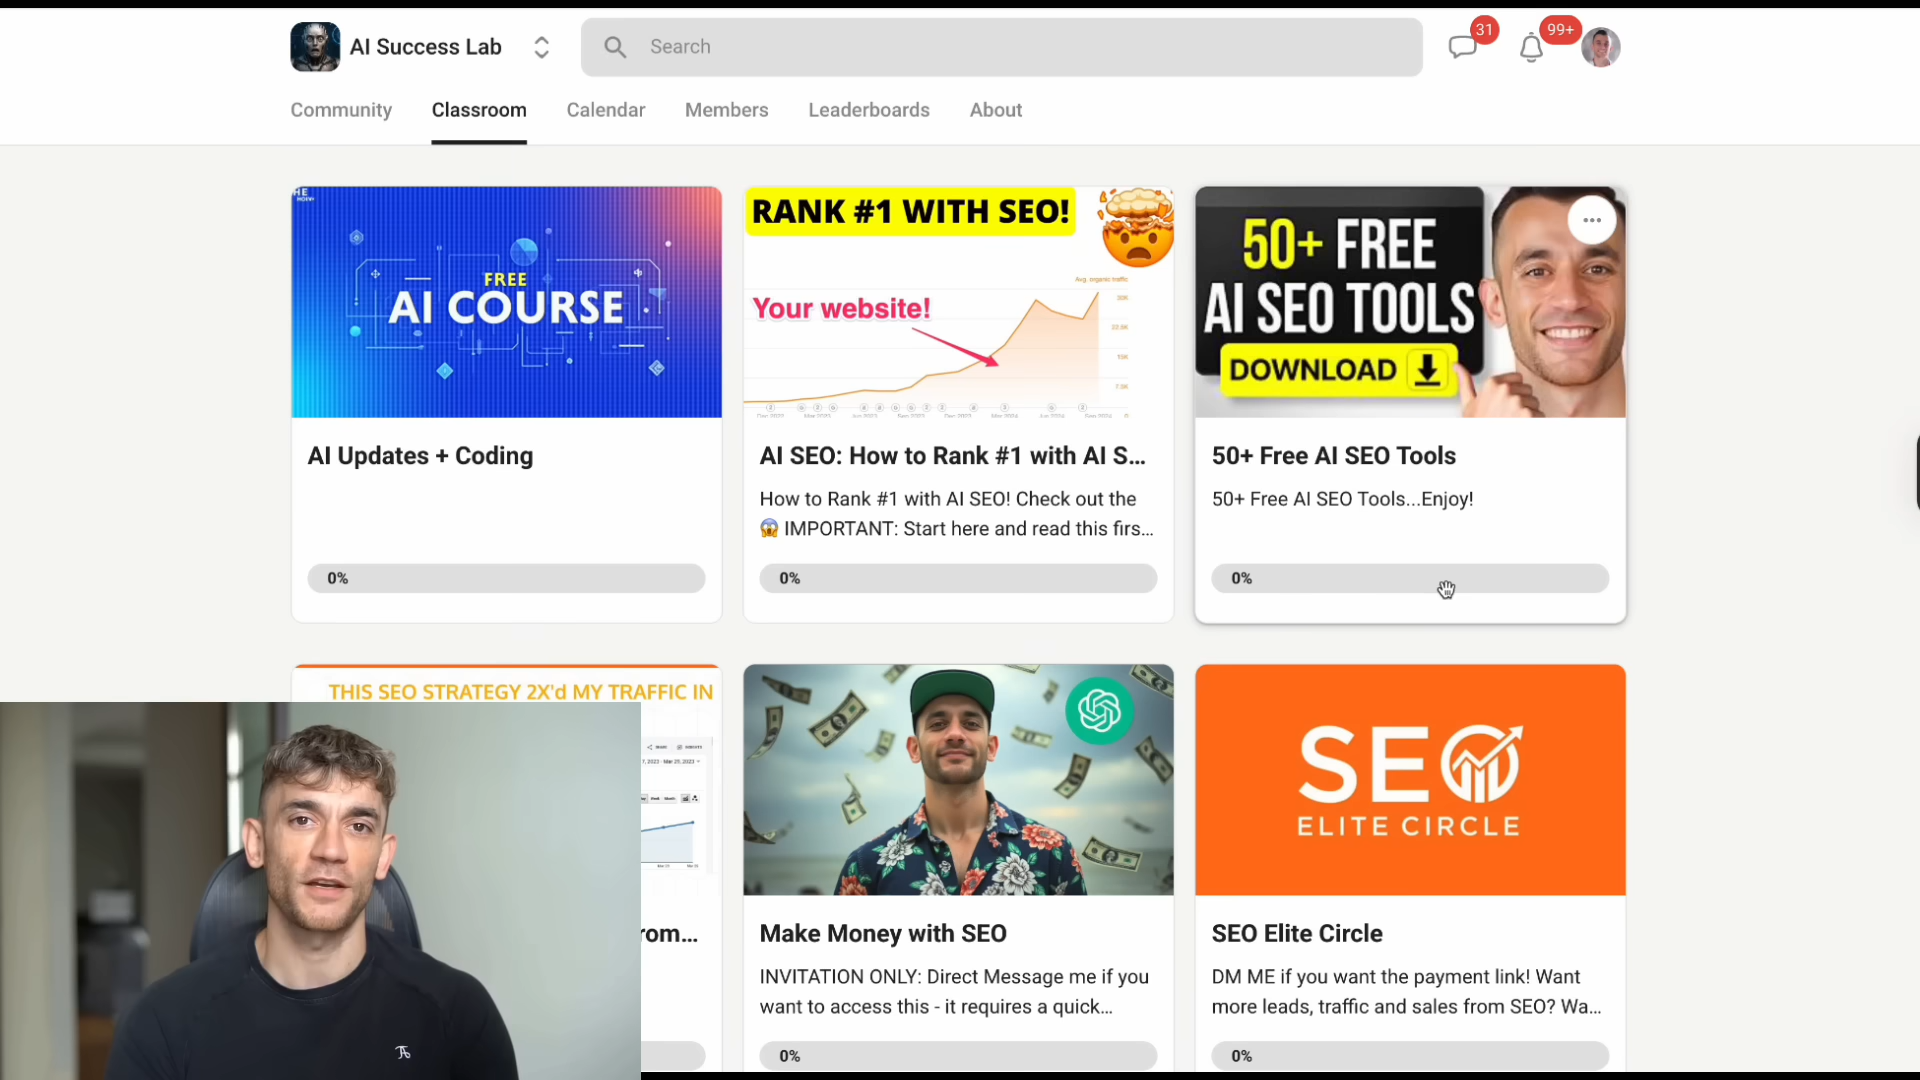 AI Success Lab
Search
31
99+
Community
Classroom
Calendar
Members
Leaderboards
About
THE
FREE
AI COURSE
AI Updates + Coding
0%
RANK #1 WITH SEO!
Avg. organic traffic
Your website!
AI SEO: How to Rank #1 with AI S...
How to Rank #1 with AI SEO! Check out the
😱 IMPORTANT: Start here and read this firs...
0%
50+ FREE
AI SEO TOOLS
DOWNLOAD
50+ Free AI SEO Tools
50+ Free AI SEO Tools...Enjoy!
0%
THIS SEO STRATEGY 2X'd MY TRAFFIC IN
rom...
Make Money with SEO
INVITATION ONLY: Direct Message me if you
want to access this - it requires a quick...
0%
SEO
ELITE CIRCLE
SEO Elite Circle
DM ME if you want the payment link! Want
more leads, traffic and sales from SEO? Wa...
0%